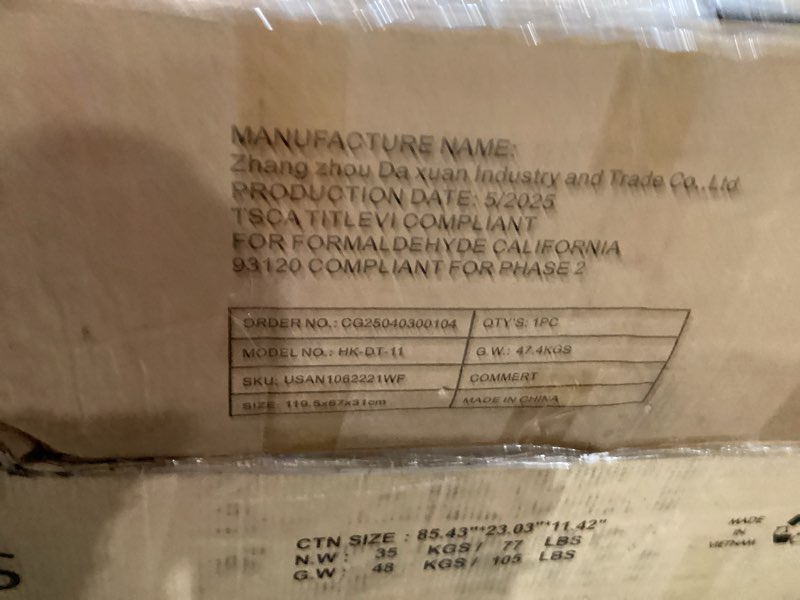 MANUFACTURE NAME:
Zhang zhou Da xuan Industry and Trade Co., Ltd
PRODUCTION DATE: 5/2025
TSCA TITLEVI COMPLIANT
FOR FORMALDEHYDE CALIFORNIA
93120 COMPLIANT FOR PHASE 2
ORDER NO.: CG25040300104 QTY'S: 1PC
MODEL NO.: HK-DT-11 G.W.: 47.4KGS
SKU: USAN1062221WF COMMERT
SIZE: 119.5x67x31cm MADE IN CHINA
CTN SIZE : 85.43"*23.03"*11.42"
N.W: 35 KGS / 77 LBS
G.W: 48 KGS / 105 LBS
MADE
IN
VIETNAM